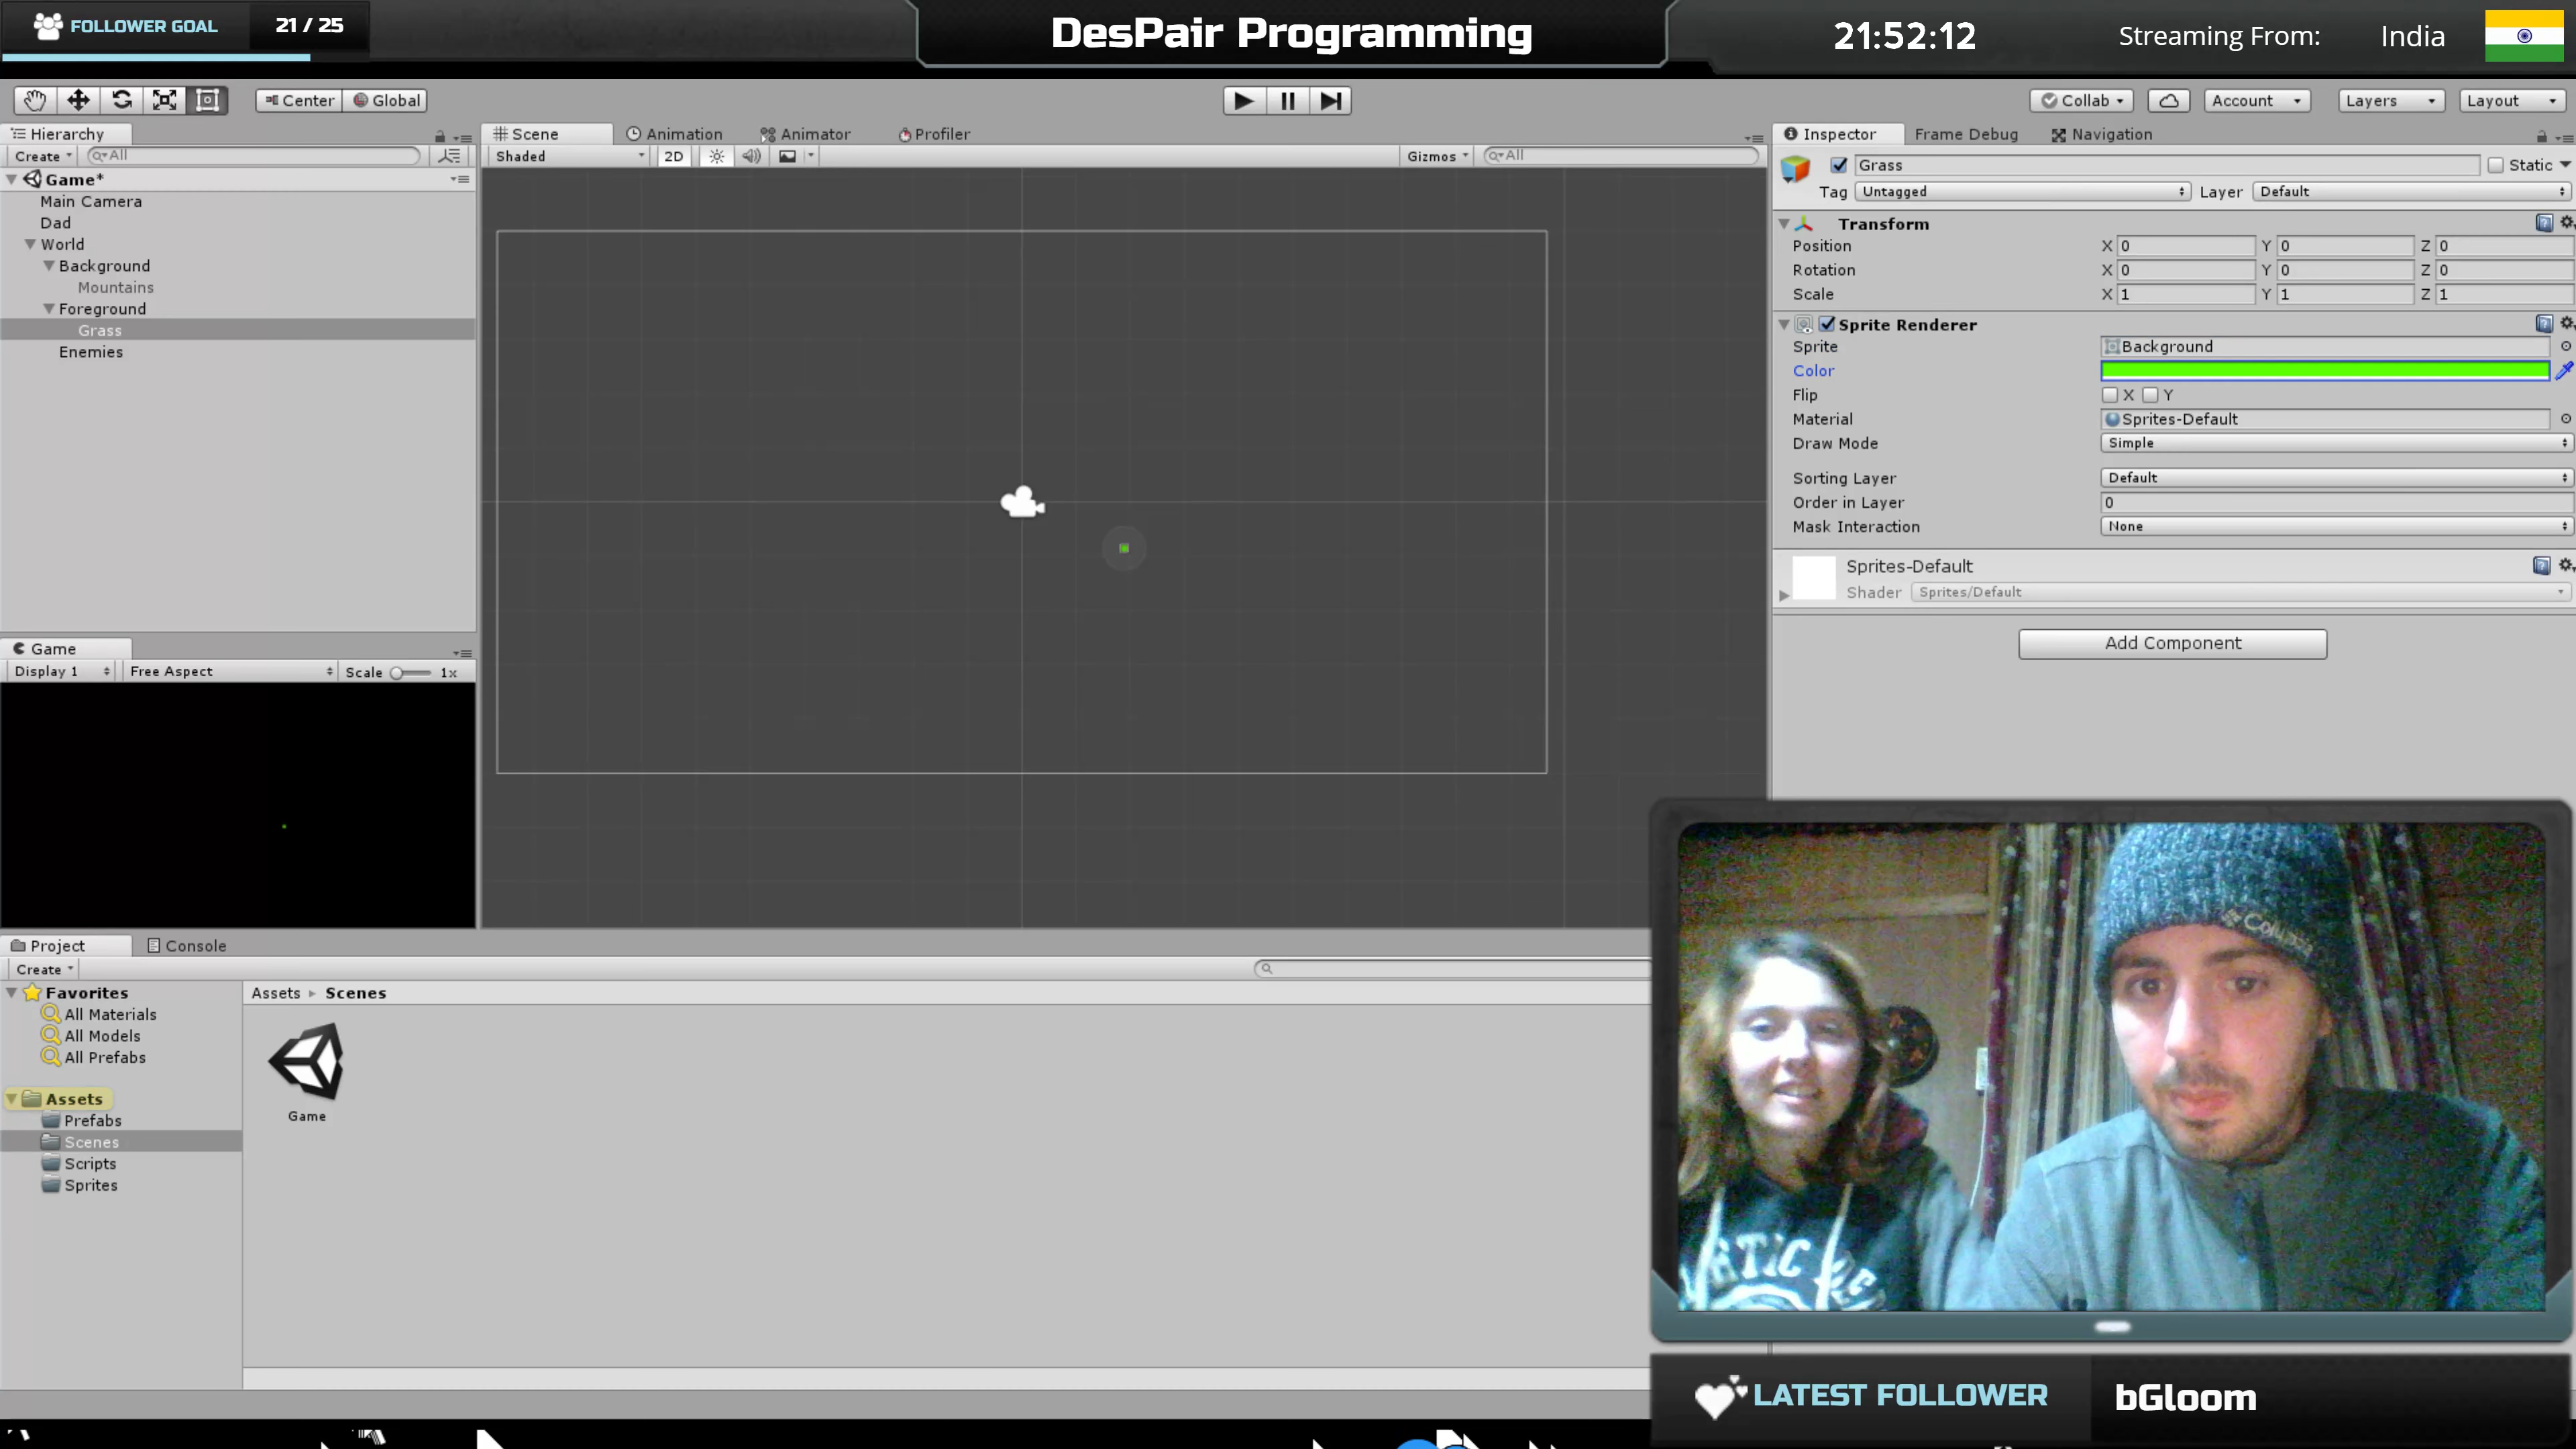 FOLLOWER GOAL 21 / 25
DesPair Programming
21:52:12
Streaming From: India
Center Global
Collab Account Layers Layout
Hierarchy
Create All
Game*
Main Camera
Dad
World
Background
Mountains
Foreground
Grass
Enemies
Scene Animation Animator Profiler
Shaded 2D Gizmos All
Inspector Frame Debug Navigation
Grass Static
Tag Untagged Layer Default
Transform
Position X 0 Y 0 Z 0
Rotation X 0 Y 0 Z 0
Scale X 1 Y 1 Z 1
Sprite Renderer
Sprite Background
Color
Flip X Y
Material Sprites-Default
Draw Mode Simple
Sorting Layer Default
Order in Layer 0
Mask Interaction None
Sprites-Default
Shader Sprites/Default
Add Component
Game
Display 1 Free Aspect Scale 1x
Project Console
Create
Favorites
All Materials
All Models
All Prefabs
Assets
Prefabs
Scenes
Scripts
Sprites
Assets Scenes
Game
LATEST FOLLOWER bGloom